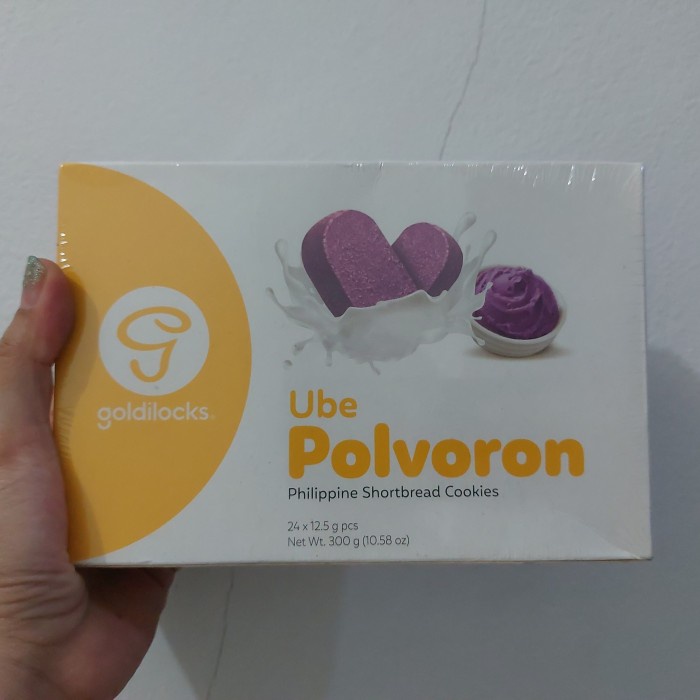 goldilocks®
Ube
Polvoron
Philippine Shortbread Cookies
24 x 12.5 g pcs
Net Wt. 300 g (10.58 oz)